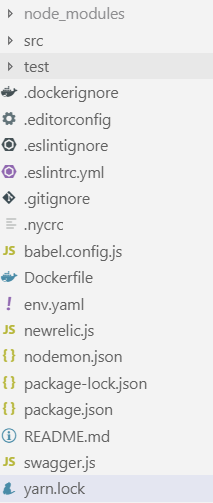 node_modules
src
test
.dockerignore
.editorconfig
.eslintignore
.eslintrc.yml
.gitignore
.nycrc
JS babel.config.js
Dockerfile
! env.yaml
JS newrelic.js
{} nodemon.json
{} package-lock.json
{} package.json
README.md
JS swagger.js
yarn.lock